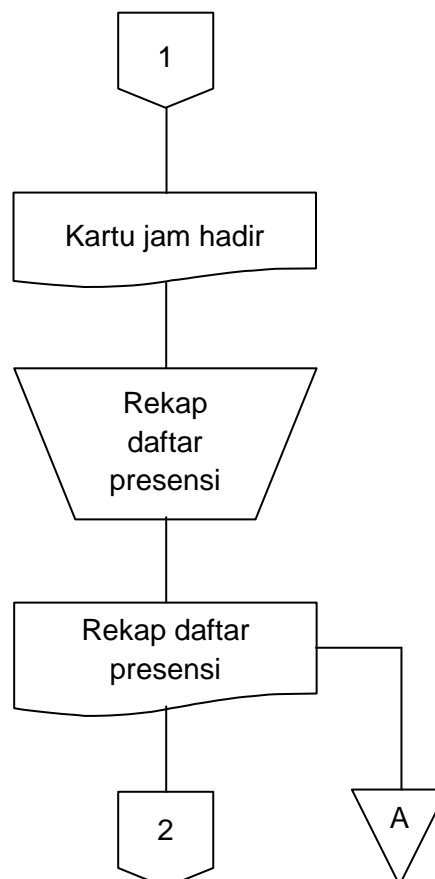 1
Kartu jam hadir
Rekap
daftar
presensi
Rekap daftar
presensi
2
A